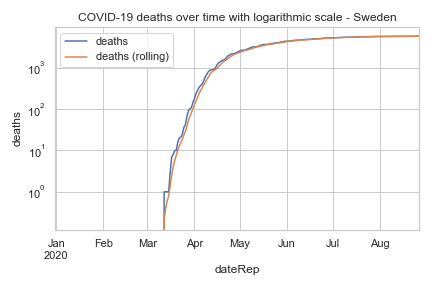 COVID-19 deaths over time with logarithmic scale - Sweden
deaths
deaths (rolling)
10³
10²
10¹
10⁰
deaths
Jan Feb Mar Apr May Jun Jul Aug
2020
dateRep